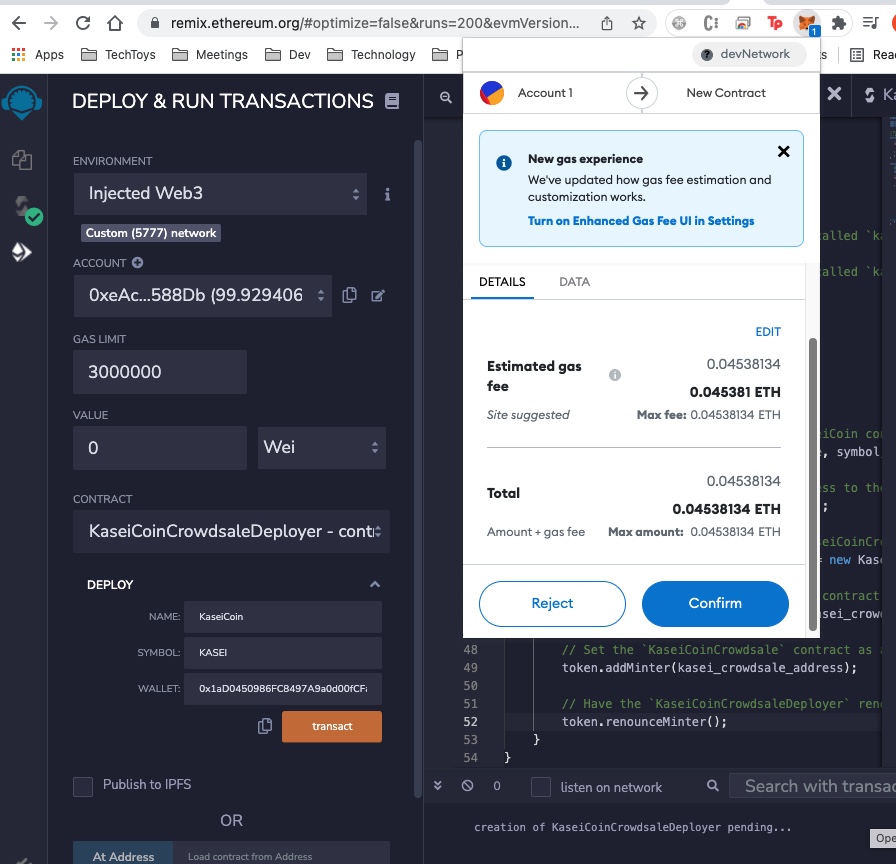 remix.ethereum.org/#optimize=false&runs=200&evmVersion...
Tp
1
Apps
TechToys
Meetings
Dev
Technology
P
Rea
devNetwork
DEPLOY & RUN TRANSACTIONS
Account 1
New Contract
Ka
ENVIRONMENT
Injected Web3
i
Custom (5777) network
ACCOUNT
0xeAc...588Db (99.929406
GAS LIMIT
3000000
VALUE
0
Wei
CONTRACT
KaseiCoinCrowdsaleDeployer - cont
DEPLOY
NAME:
KaseiCoin
SYMBOL:
KASEI
WALLET:
0x1aD0450986FC8497A9a0d00fCF
transact
Publish to IPFS
OR
At Address
Load contract from Address
New gas experience
We've updated how gas fee estimation and
customization works.
Turn on Enhanced Gas Fee UI in Settings
DETAILS
DATA
EDIT
Estimated gas
fee
0.04538134
0.045381 ETH
Site suggested
Max fee: 0.04538134 ETH
Total
0.04538134
0.04538134 ETH
Amount + gas fee
Max amount: 0.04538134 ETH
Reject
Confirm
alled `ka
alled `ka
iCoin con
, symbol
ss to the
;
eiCoinCr
= new Kase
contract
sei_crowd
48 // Set the `KaseiCoinCrowdsale` contract as a
49 token.addMinter(kasei_crowdsale_address);
50
51 // Have the `KaseiCoinCrowdsaleDeployer` ren
52 token.renounceMinter();
53 }
54 }
0
listen on network
Search with transac
creation of KaseiCoinCrowdsaleDeployer pending...
Ope